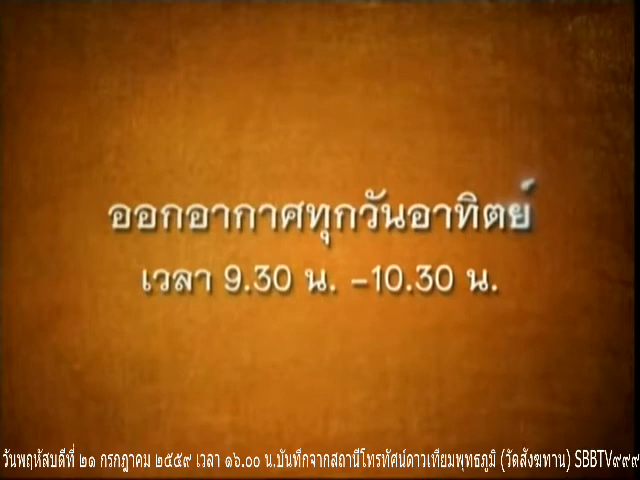 ออกอากาศทุกวันอาทิตย์
เวลา 9.30 น. –10.30 น.
วันพฤหัสบดีที่ ๒๑ กรกฎาคม ๒๕๕๙ เวลา ๑๖.๐๐ น.บันทึกจากสถานีโทรทัศน์ดาวเทียมพุทธภูมิ (วัดสังฆทาน) SBBTV๙๙๙